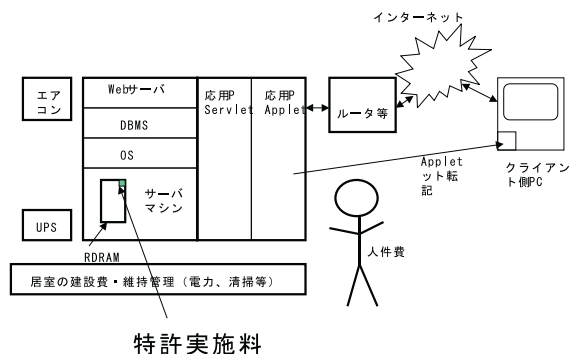 インターネット
エア
コン
Webサーバ
DBMS
OS
サーバ
マシン
RDRAM
UPS
応用P
Servlet
応用P
Applet
ルータ等
Applet
ット転
記
クライアン
ト側PC
人件費
居室の建設費・維持管理（電力、清掃等）
特許実施料